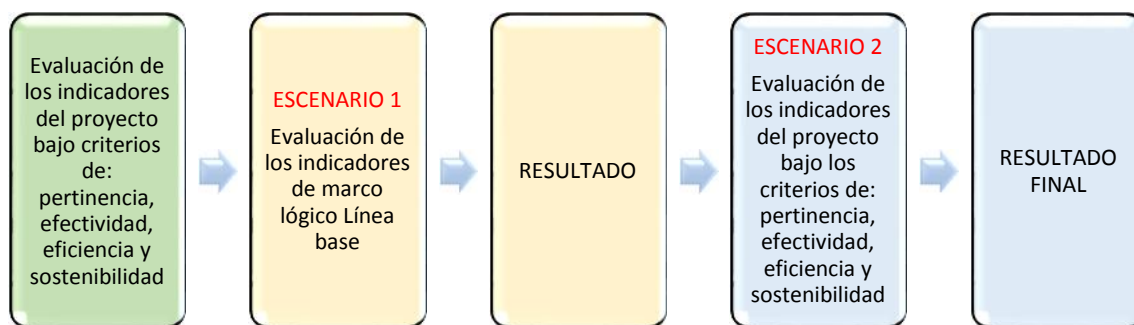 Evaluación de
los indicadores
del proyecto
bajo criterios
de:
pertinencia,
efectividad,
eficiencia y
sostenibilidad
ESCENARIO 1
Evaluación de
los indicadores
de marco
lógico Línea
base
RESULTADO
ESCENARIO 2
Evaluación de
los indicadores
del proyecto
bajo los
criterios de:
pertinencia,
efectividad,
eficiencia y
sostenibilidad
RESULTADO
FINAL